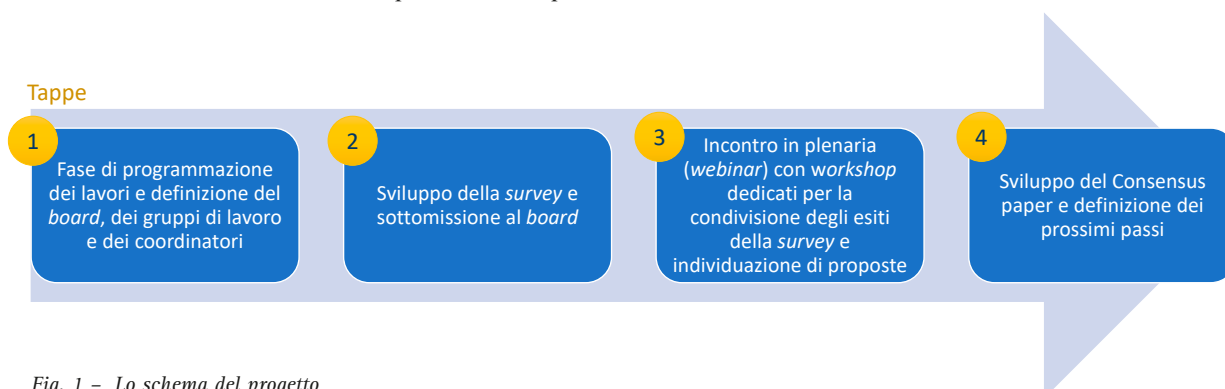 Tappe
1
Fase di programmazione
dei lavori e definizione del
board, dei gruppi di lavoro
e dei coordinatori
2
Sviluppo della survey e
sottomissione al board
3
Incontro in plenaria
(webinar) con workshop
dedicati per la
condivisione degli esiti
della survey e
individuazione di proposte
4
Sviluppo del Consensus
paper e definizione dei
prossimi passi
Fig. 1 – Lo schema del progetto